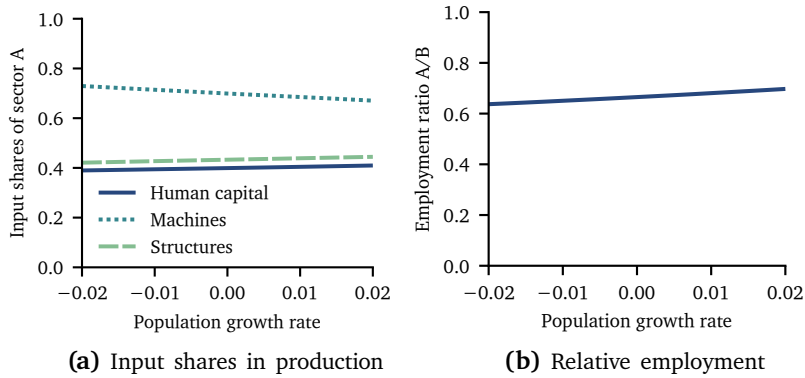 1.0
0.8
0.6
0.4
0.2
0.0
Input shares of sector A
Human capital
Machines
Structures
−0.02 −0.01 0.00 0.01 0.02
Population growth rate
(a) Input shares in production
1.0
0.8
0.6
0.4
0.2
0.0
Employment ratio A/B
−0.02 −0.01 0.00 0.01 0.02
Population growth rate
(b) Relative employment